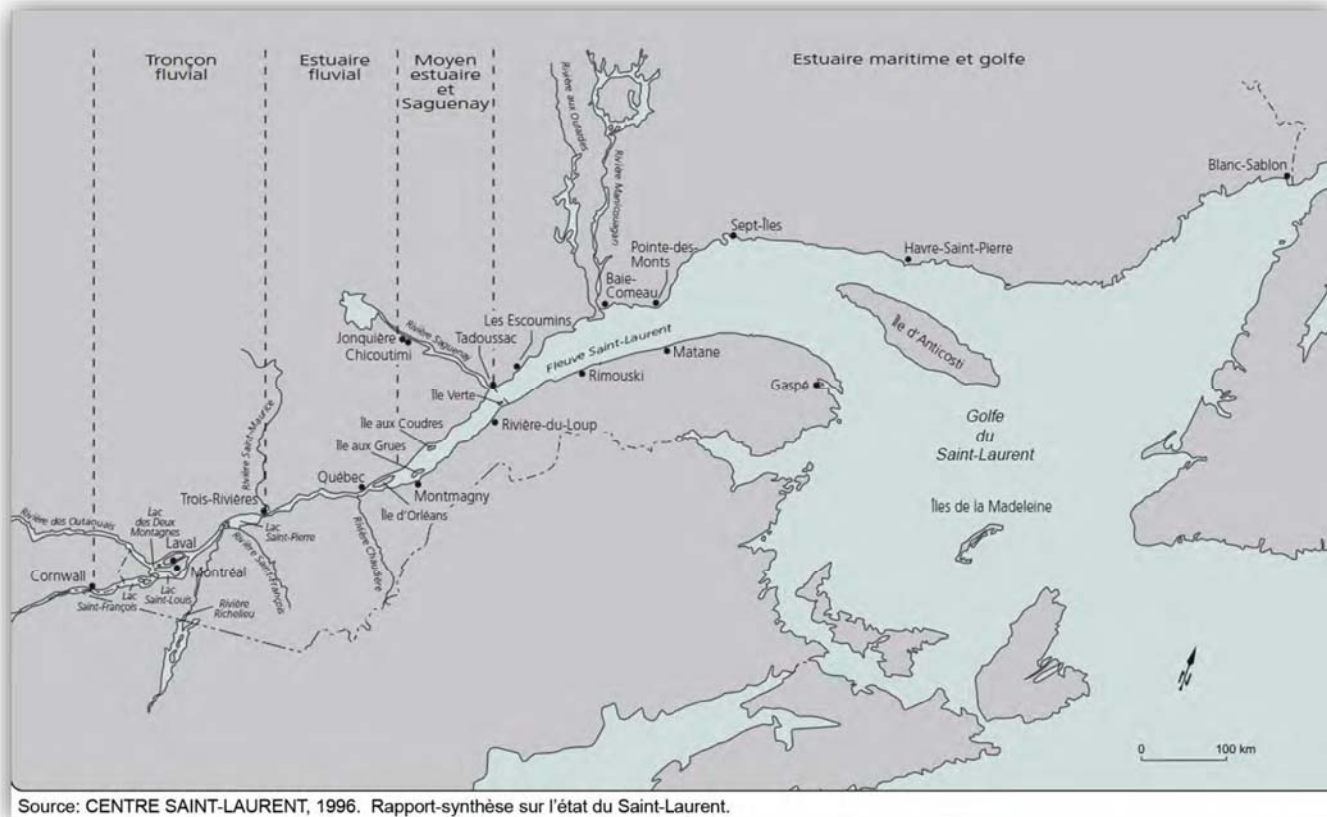 Tronçon
fluvial
Estuaire
fluvial
Moyen
estuaire
et
Saguenay
Estuaire maritime et golfe
Rivière aux Outardes
Rivière Manicouagan
Blanc-Sablon
Sept-Îles
Pointe-des-
Monts
Havre-Saint-Pierre
Baie-
Comeau
Les Escoumins
Tadoussac
Rivière Saguenay
Jonquière
Chicoutimi
Fleuve Saint-Laurent
Île d'Anticosti
Matane
Rimouski
Gaspé
Île Verte
Île aux Coudres
Rivière-du-Loup
Golfe
du
Saint-Laurent
Île aux Grues
Rivière Saint-Maurice
Québec
Montmagny
Île d'Orléans
Trois-Rivières
Îles de la Madeleine
Rivière des Outaouais
Lac
des Deux
Montagnes
Lac
Saint-Pierre
Rivière Chaudière
Laval
Montréal
Rivière Saint-François
Cornwall
Lac
Saint-François
Lac
Saint-Louis
Rivière
Richelieu
N
0 100 km
Source: CENTRE SAINT-LAURENT, 1996. Rapport-synthèse sur l'état du Saint-Laurent.